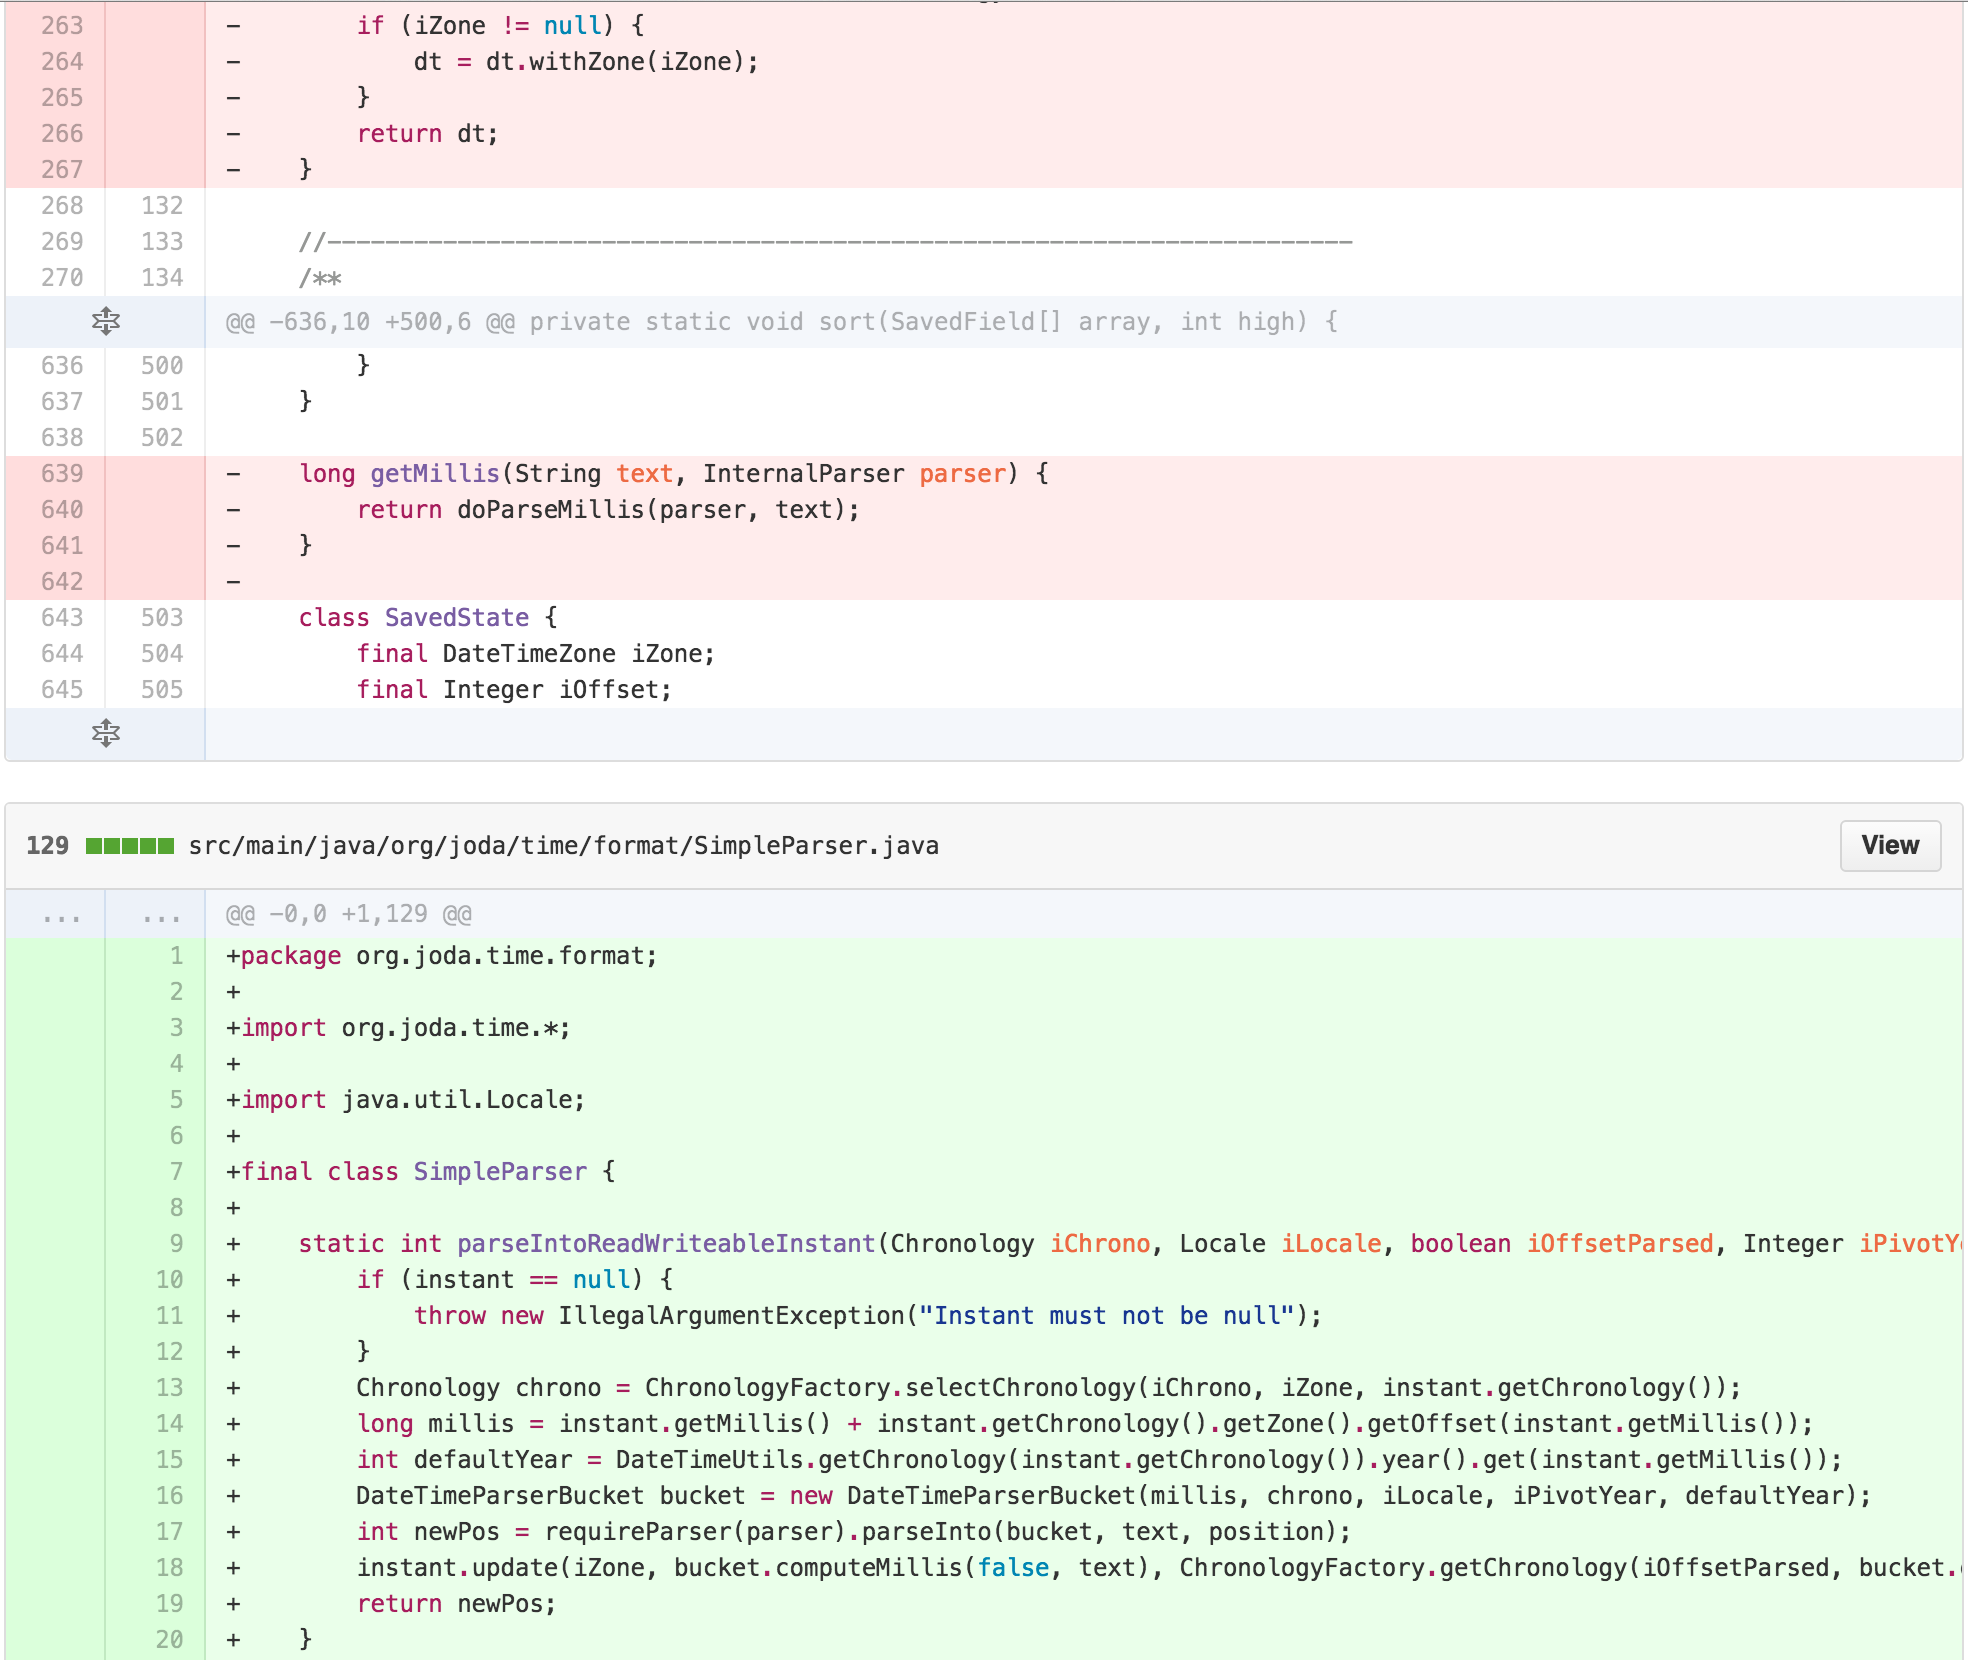 263 -         if (iZone != null) {
264 -             dt = dt.withZone(iZone);
265 -         }
266 -         return dt;
267 -     }
268 132
269 133     //-----------------------------------------------------------------------
270 134     /**
@@ -636,10 +500,6 @@ private static void sort(SavedField[] array, int high) {
636 500         }
637 501     }
638 502
639 -     long getMillis(String text, InternalParser parser) {
640 -         return doParseMillis(parser, text);
641 -     }
642 -
643 503     class SavedState {
644 504         final DateTimeZone iZone;
645 505         final Integer iOffset;
129 src/main/java/org/joda/time/format/SimpleParser.java View
... ... @@ -0,0 +1,129 @@
1 +package org.joda.time.format;
2 +
3 +import org.joda.time.*;
4 +
5 +import java.util.Locale;
6 +
7 +final class SimpleParser {
8 +
9 +    static int parseIntoReadWriteableInstant(Chronology iChrono, Locale iLocale, boolean iOffsetParsed, Integer iPivotY
10 +        if (instant == null) {
11 +            throw new IllegalArgumentException("Instant must not be null");
12 +        }
13 +        Chronology chrono = ChronologyFactory.selectChronology(iChrono, iZone, instant.getChronology());
14 +        long millis = instant.getMillis() + instant.getChronology().getZone().getOffset(instant.getMillis());
15 +        int defaultYear = DateTimeUtils.getChronology(instant.getChronology()).year().get(instant.getMillis());
16 +        DateTimeParserBucket bucket = new DateTimeParserBucket(millis, chrono, iLocale, iPivotYear, defaultYear);
17 +        int newPos = requireParser(parser).parseInto(bucket, text, position);
18 +        instant.update(iZone, bucket.computeMillis(false, text), ChronologyFactory.getChronology(iOffsetParsed, bucket.
19 +        return newPos;
20 +    }